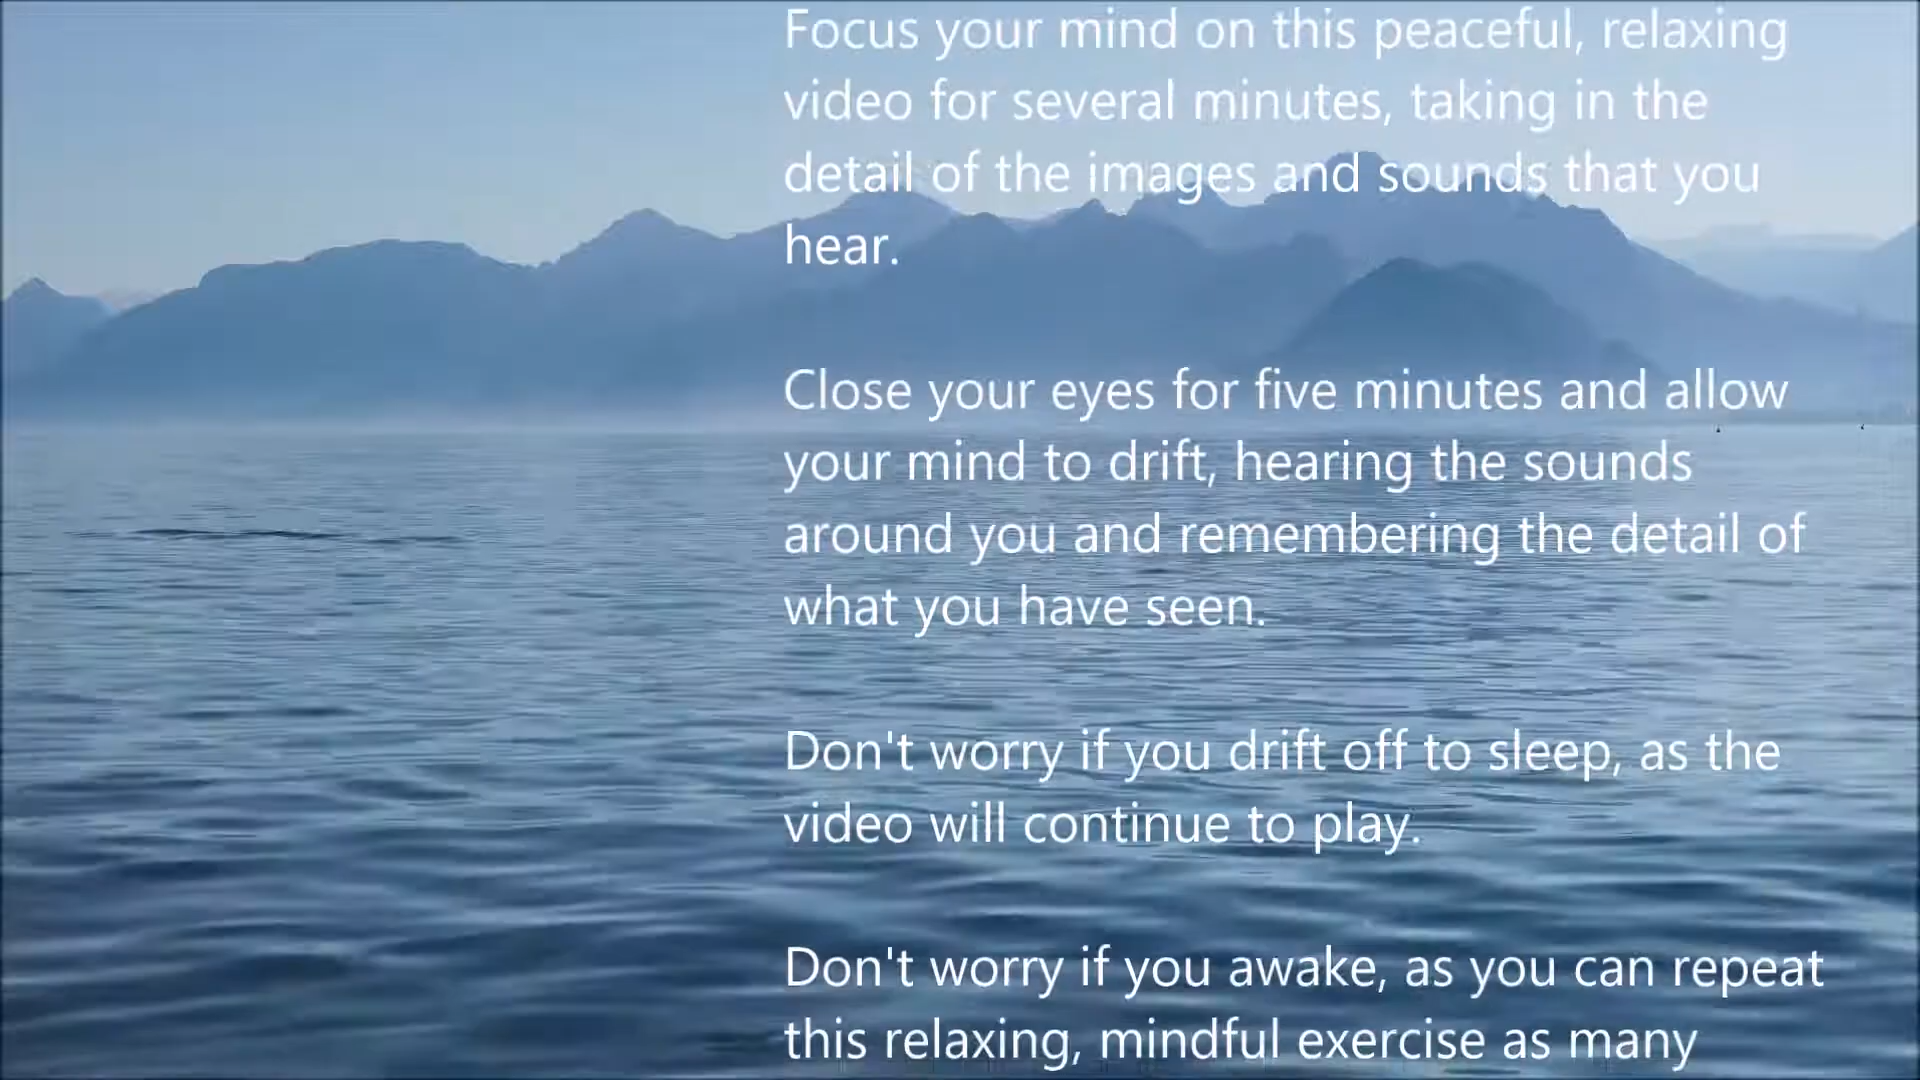 Focus your mind on this peaceful, relaxing
video for several minutes, taking in the
detail of the images and sounds that you
hear.
Close your eyes for five minutes and allow
your mind to drift, hearing the sounds
around you and remembering the detail of
what you have seen.
Don't worry if you drift off to sleep, as the
video will continue to play.
Don't worry if you awake, as you can repeat
this relaxing, mindful exercise as many